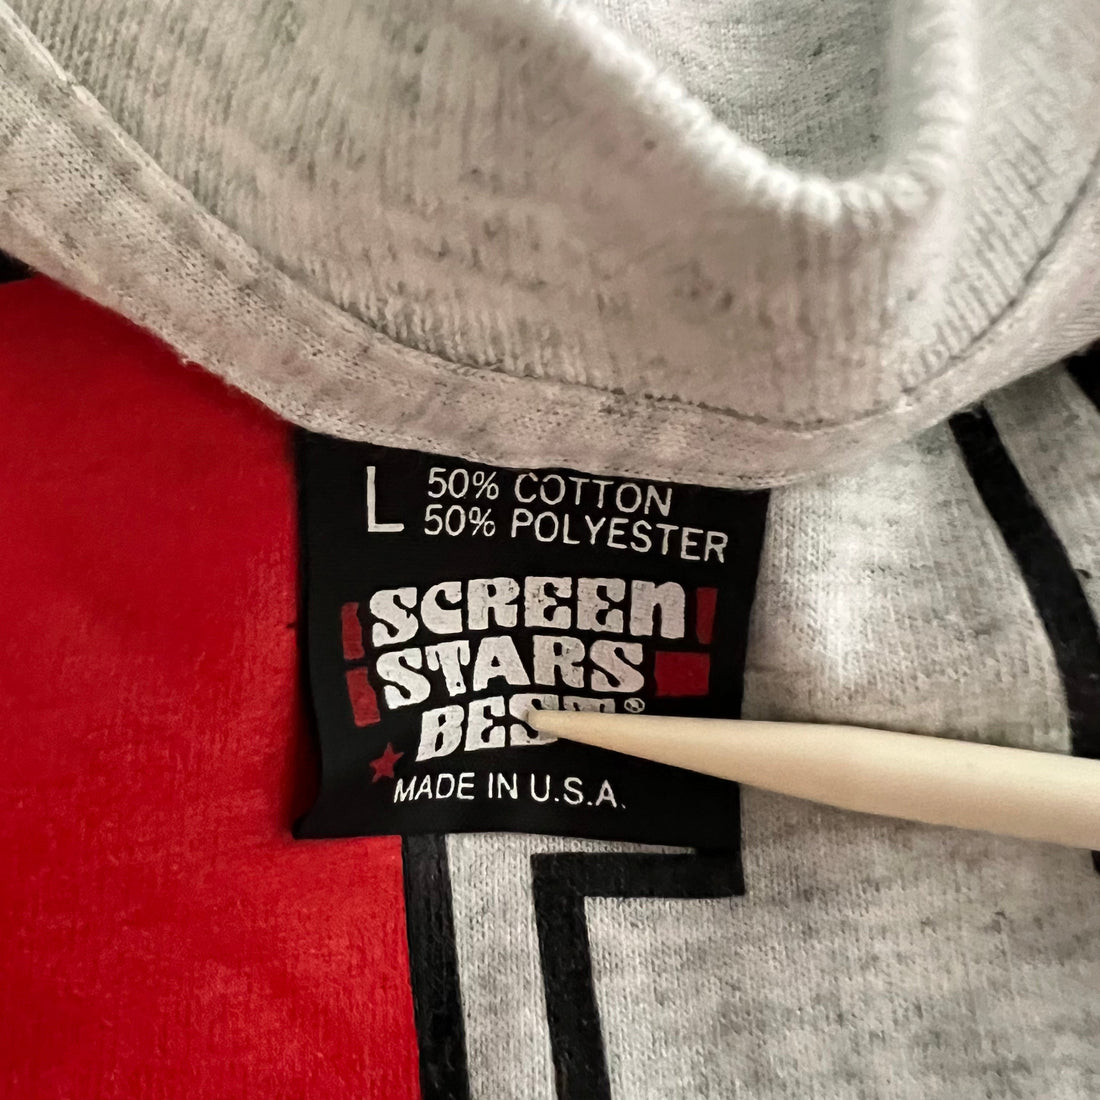 L 50% COTTON
50% POLYESTER
SCREEN
STARS
BEST®
MADE IN U.S.A.